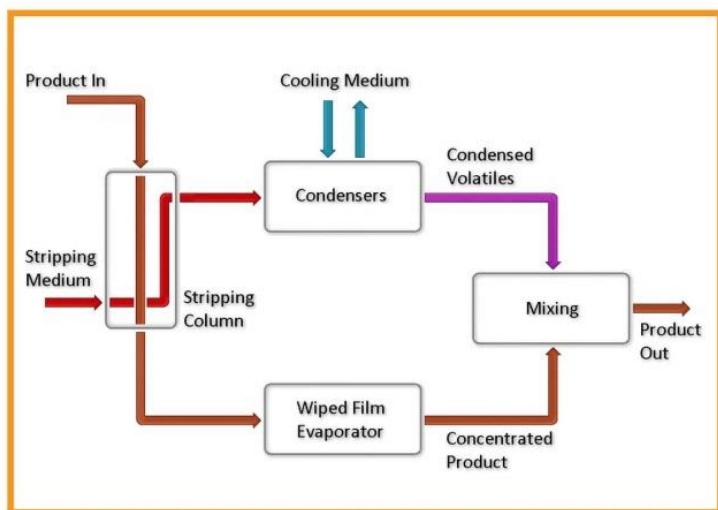 Product In
Cooling Medium
Condensed
Volatiles
Condensers
Stripping
Medium
Stripping
Column
Mixing
Product
Out
Wiped Film
Evaporator
Concentrated
Product